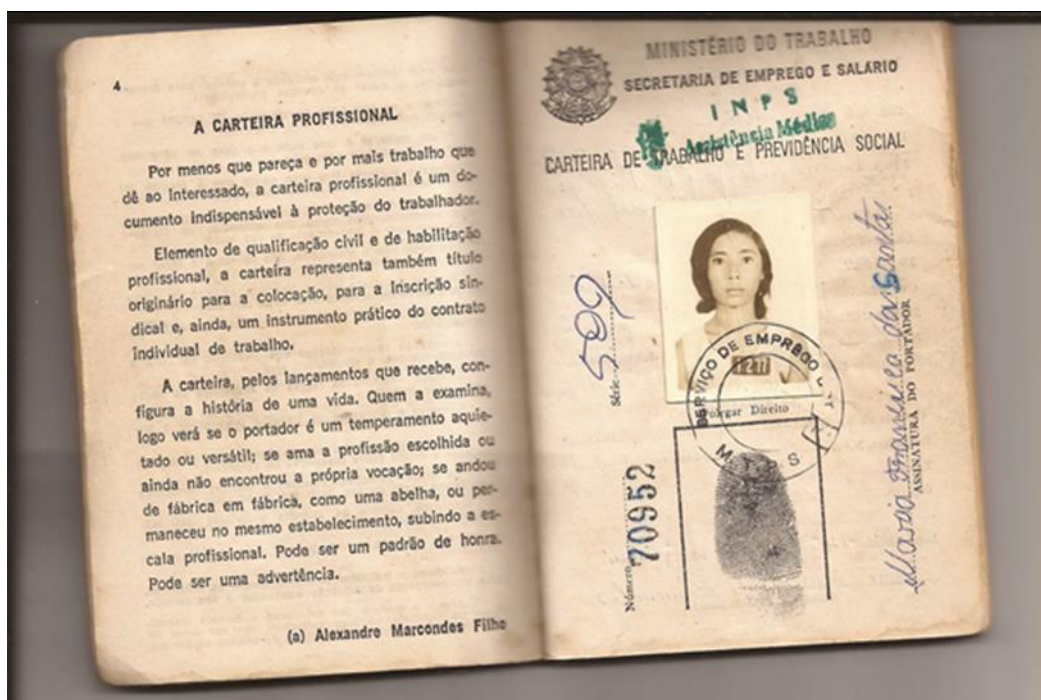 4
A CARTEIRA PROFISSIONAL
Por menos que pareça e por mais trabalho que
dê ao interessado, a carteira profissional é um do-
cumento indispensável à proteção do trabalhador.
Elemento de qualificação civil e de habilitação
profissional, a carteira representa também título
originário para a colocação, para a inscrição sin-
dical e, ainda, um instrumento prático do contrato
individual de trabalho.
A carteira, pelos lançamentos que recebe, con-
figura a história de uma vida. Quem a examina,
logo verá se o portador é um temperamento aquie-
tado ou versátil; se ama a profissão escolhida ou
ainda não encontrou a própria vocação; se andou
de fábrica em fábrica, como uma abelha, ou per-
maneceu no mesmo estabelecimento, subindo a es-
cala profissional. Pode ser um padrão de honra.
Pode ser uma advertência.
(a) Alexandre Marcondes Filho
MINISTÉRIO DO TRABALHO
SECRETARIA DE EMPREGO E SALÁRIO
INPS
Assistência Médica
CARTEIRA DE TRABALHO E PREVIDÊNCIA SOCIAL
Série 509
SERVIÇO DE EMPRÊGO
Polegar Direito
Número 70952
Maria Francisca da Santa
ASSINATURA DO PORTADOR